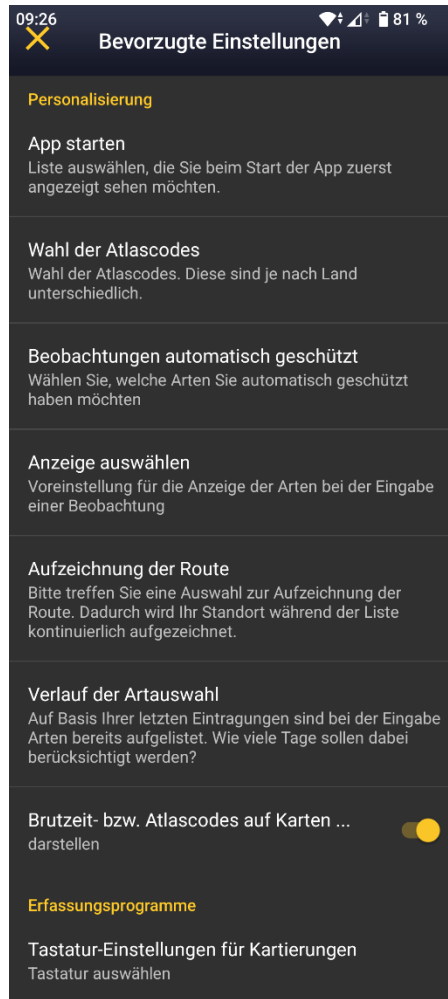 09:26
81 %
Bevorzugte Einstellungen
Personalisierung
App starten
Liste auswählen, die Sie beim Start der App zuerst
angezeigt sehen möchten.
Wahl der Atlascodes
Wahl der Atlascodes. Diese sind je nach Land
unterschiedlich.
Beobachtungen automatisch geschützt
Wählen Sie, welche Arten Sie automatisch geschützt
haben möchten
Anzeige auswählen
Voreinstellung für die Anzeige der Arten bei der Eingabe
einer Beobachtung
Aufzeichnung der Route
Bitte treffen Sie eine Auswahl zur Aufzeichnung der
Route. Dadurch wird Ihr Standort während der Liste
kontinuierlich aufgezeichnet.
Verlauf der Artauswahl
Auf Basis Ihrer letzten Eintragungen sind bei der Eingabe
Arten bereits aufgelistet. Wie viele Tage sollen dabei
berücksichtigt werden?
Brutzeit- bzw. Atlascodes auf Karten ...
darstellen
Erfassungsprogramme
Tastatur-Einstellungen für Kartierungen
Tastatur auswählen